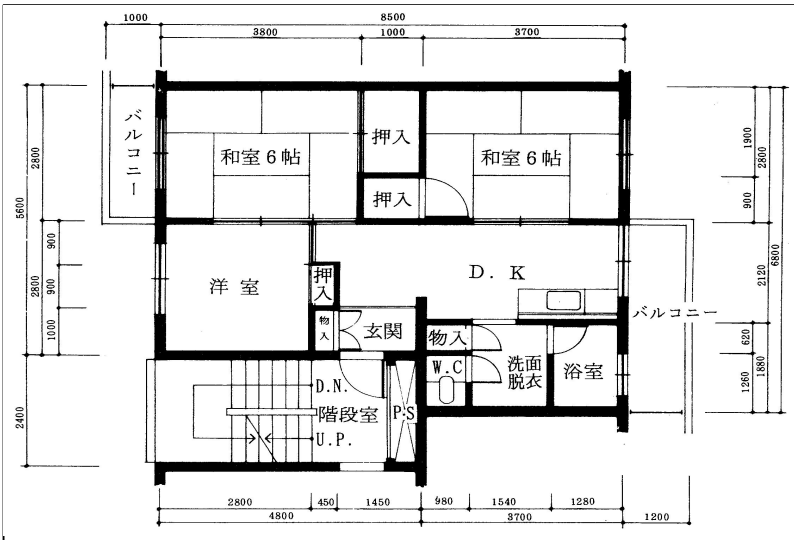 1000
8500
3800
1000
3700
バルコニー
和室6帖
押入
押入
和室6帖
2800
5600
900
2800
900
1000
2400
1900
2800
900
6800
2120
620
1880
1260
洋室
押入
物入
玄関
D.K
バルコニー
物入
W.C
洗面
脱衣
浴室
D.N.
階段室
U.P.
P.S
2800
450
1450
980
1540
1280
4800
3700
1200